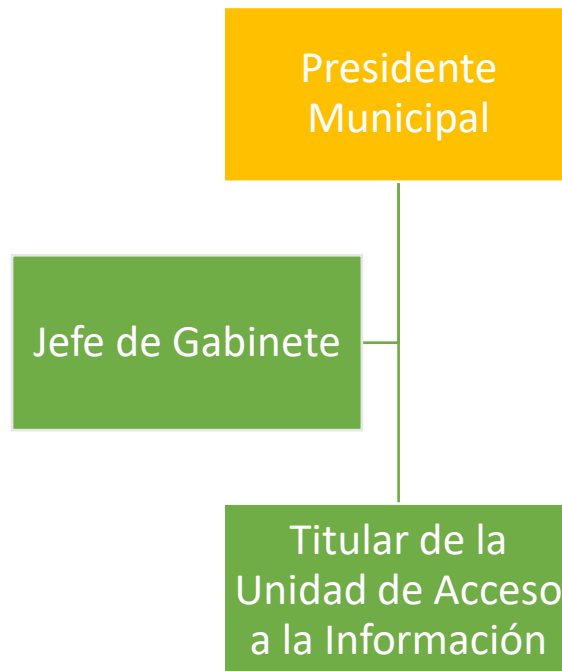 Presidente
Municipal
Jefe de Gabinete
Titular de la
Unidad de Acceso
a la Información